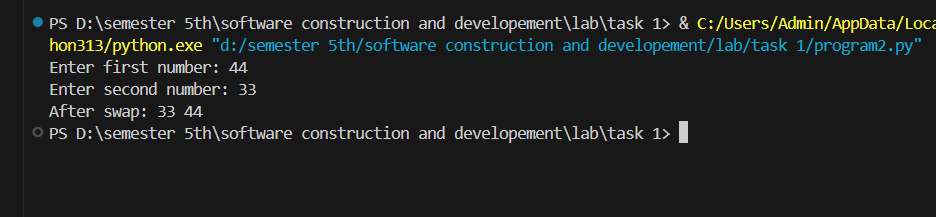 PS D:\semester 5th\software construction and developement\lab\task 1> & C:/Users/Admin/AppData/Loca
hon313/python.exe "d:/semester 5th/software construction and developement/lab/task 1/program2.py"
Enter first number: 44
Enter second number: 33
After swap: 33 44
PS D:\semester 5th\software construction and developement\lab\task 1>